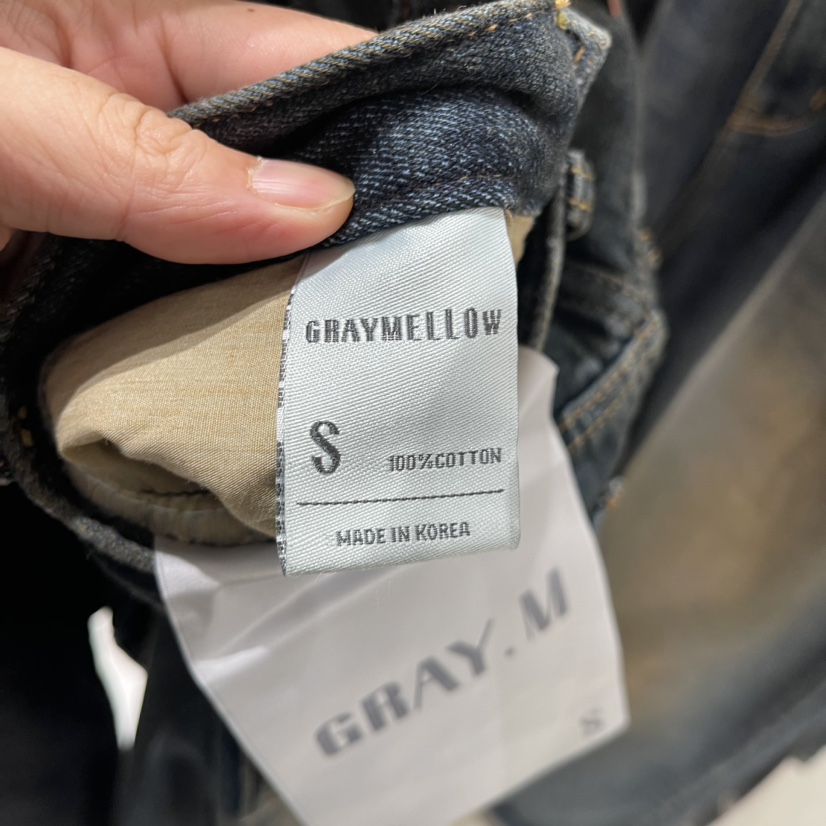 GRAYMELLOW
S 100%COTTON
MADE IN KOREA
GRAY.M
S